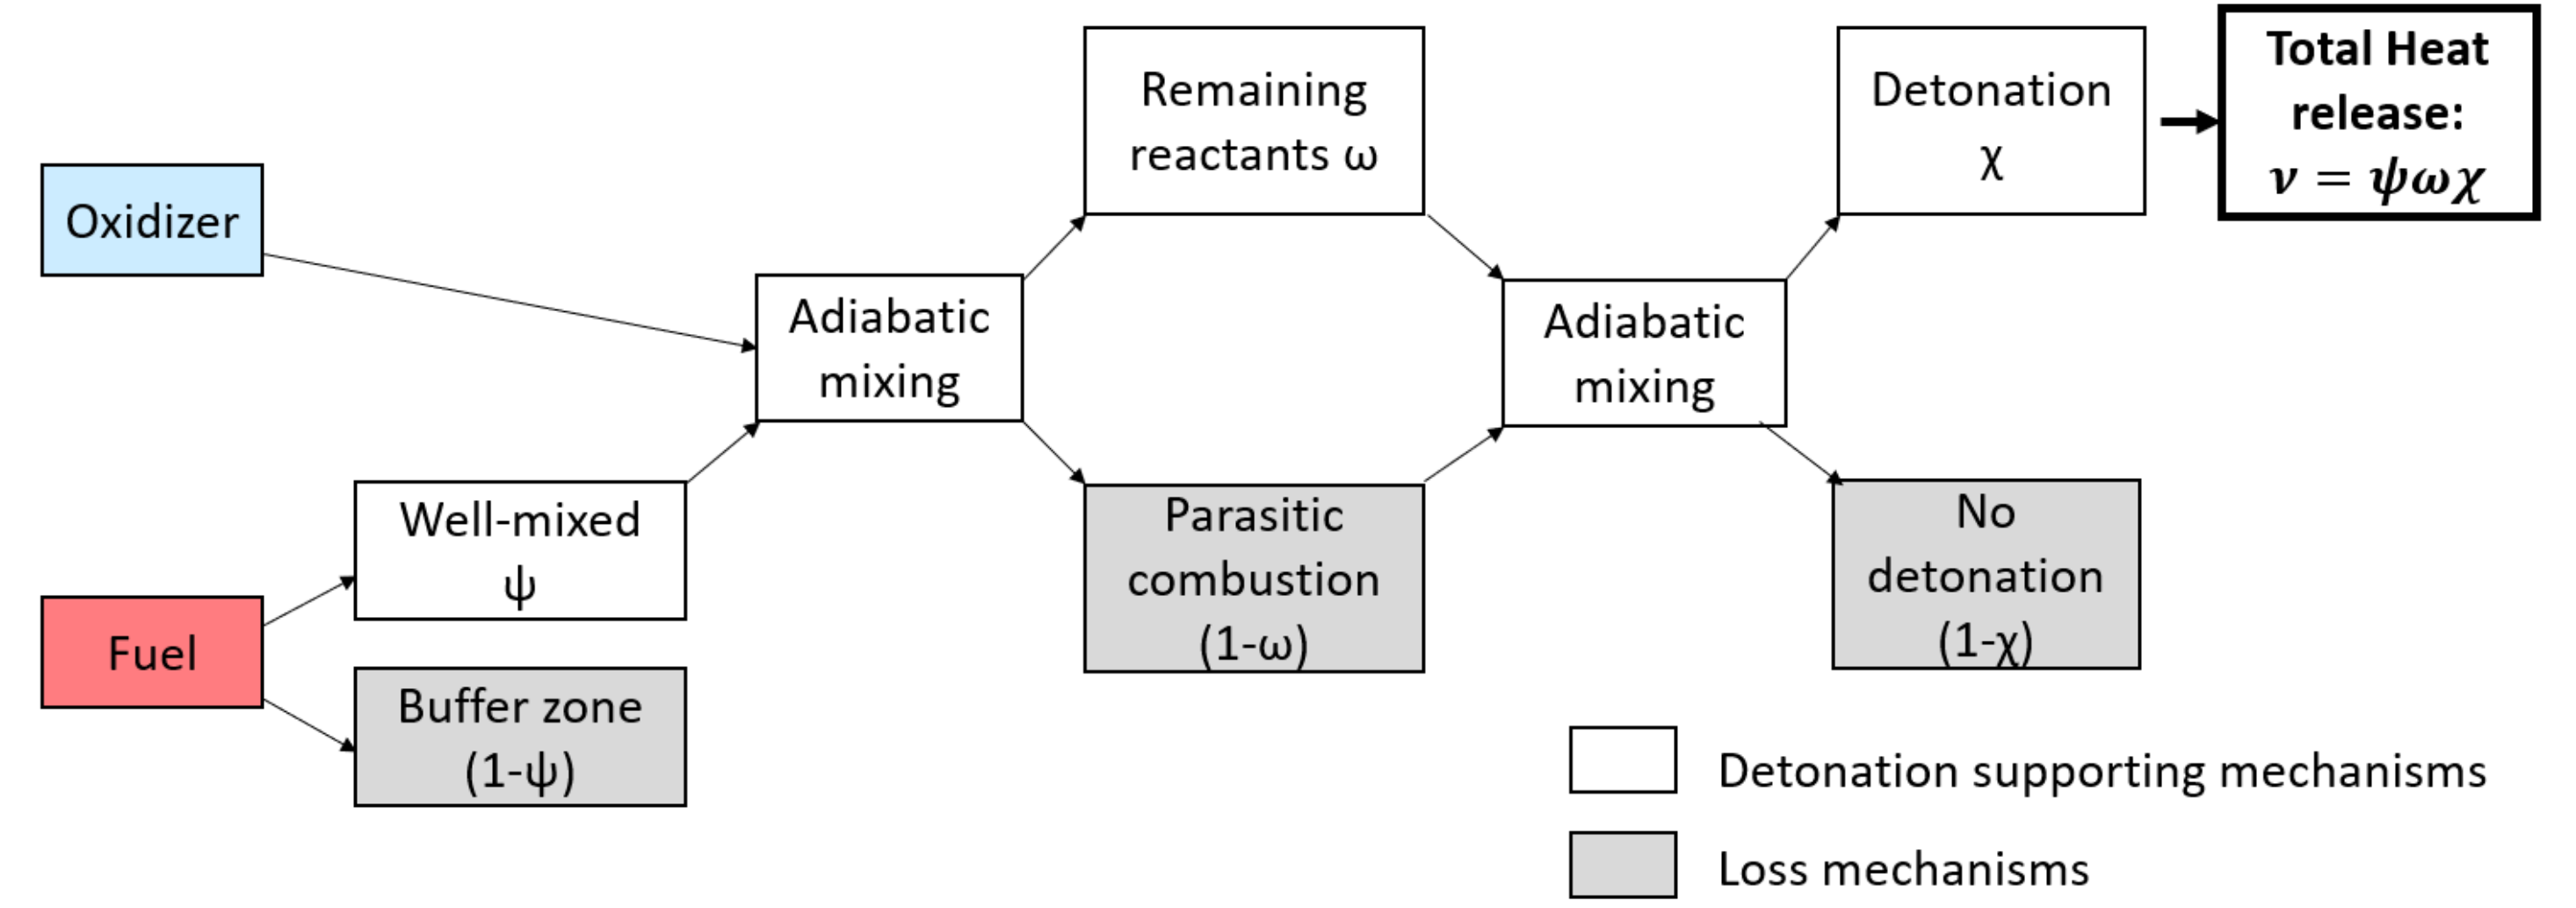 Oxidizer
Fuel
Well-mixed
ψ
Buffer zone
(1-ψ)
Adiabatic
mixing
Remaining
reactants ω
Parasitic
combustion
(1-ω)
Adiabatic
mixing
Detonation
χ
No
detonation
(1-χ)
Total Heat
release:
ν = ψωχ
Detonation supporting mechanisms
Loss mechanisms